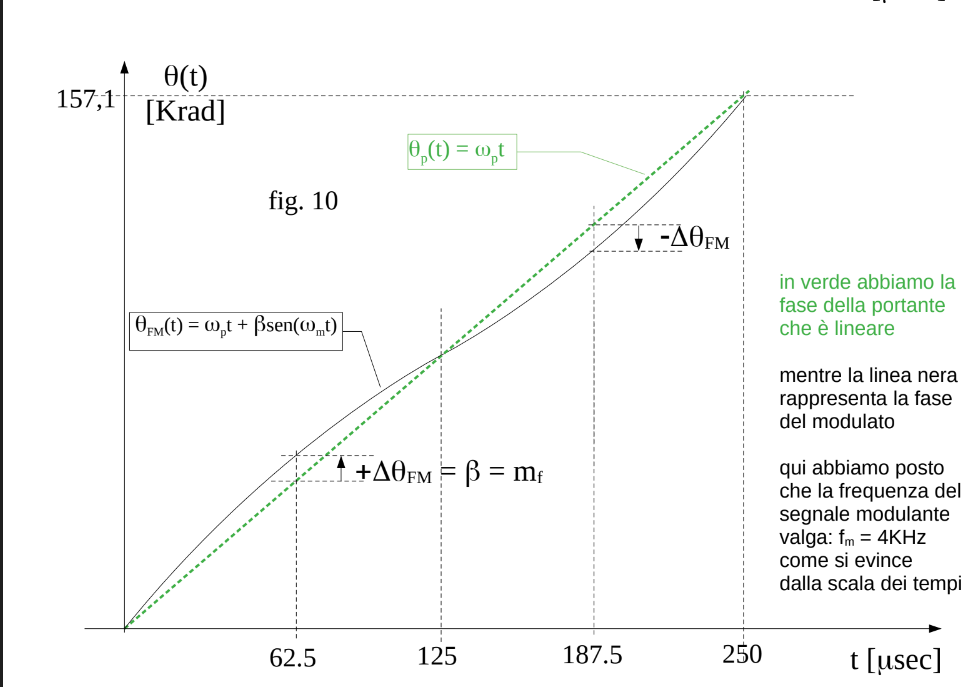 θ(t)
157,1
[Krad]
θp(t) = ωpt
fig. 10
-ΔθFM
in verde abbiamo la
fase della portante
che è lineare
θFM(t) = ωpt + βsen(ωmt)
mentre la linea nera
rappresenta la fase
del modulato
+ΔθFM = β = mf
qui abbiamo posto
che la frequenza del
segnale modulante
valga: fm = 4KHz
come si evince
dalla scala dei tempi
62.5
125
187.5
250
t [μsec]